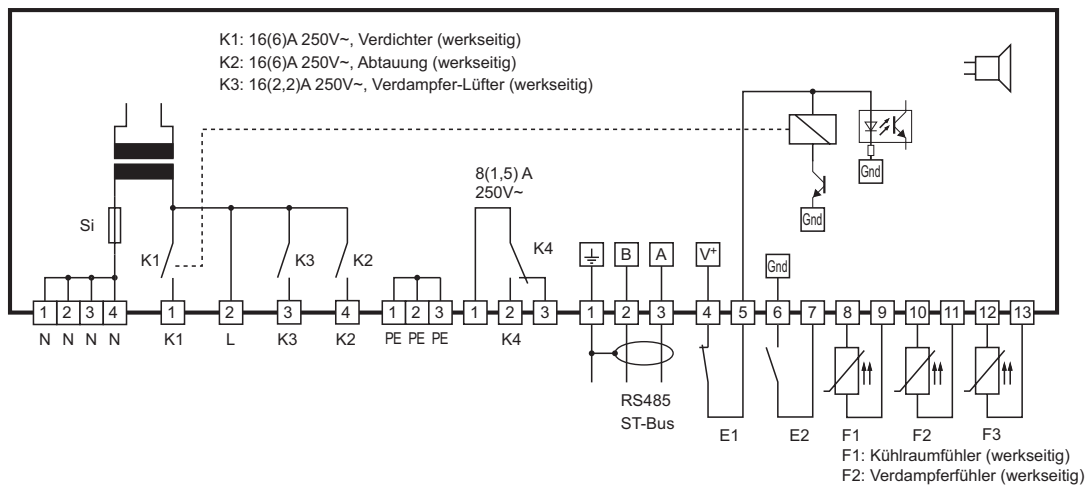 K1: 16(6)A 250V~, Verdichter (werkseitig)
K2: 16(6)A 250V~, Abtauung (werkseitig)
K3: 16(2,2)A 250V~, Verdampfer-Lüfter (werkseitig)
8(1,5) A
250V~
Gnd
Gnd
Si
K1
K3
K2
K4
B
A
V+
Gnd
1 2 3 4 1 2 3 4 1 2 3 1 2 3 1 2 3 4 5 6 7 8 9 10 11 12 13
N N N N K1 L K3 K2 PE PE PE K4
RS485
ST-Bus
E1 E2 F1 F2 F3
F1: Kühlraumfühler (werkseitig)
F2: Verdampferfühler (werkseitig)